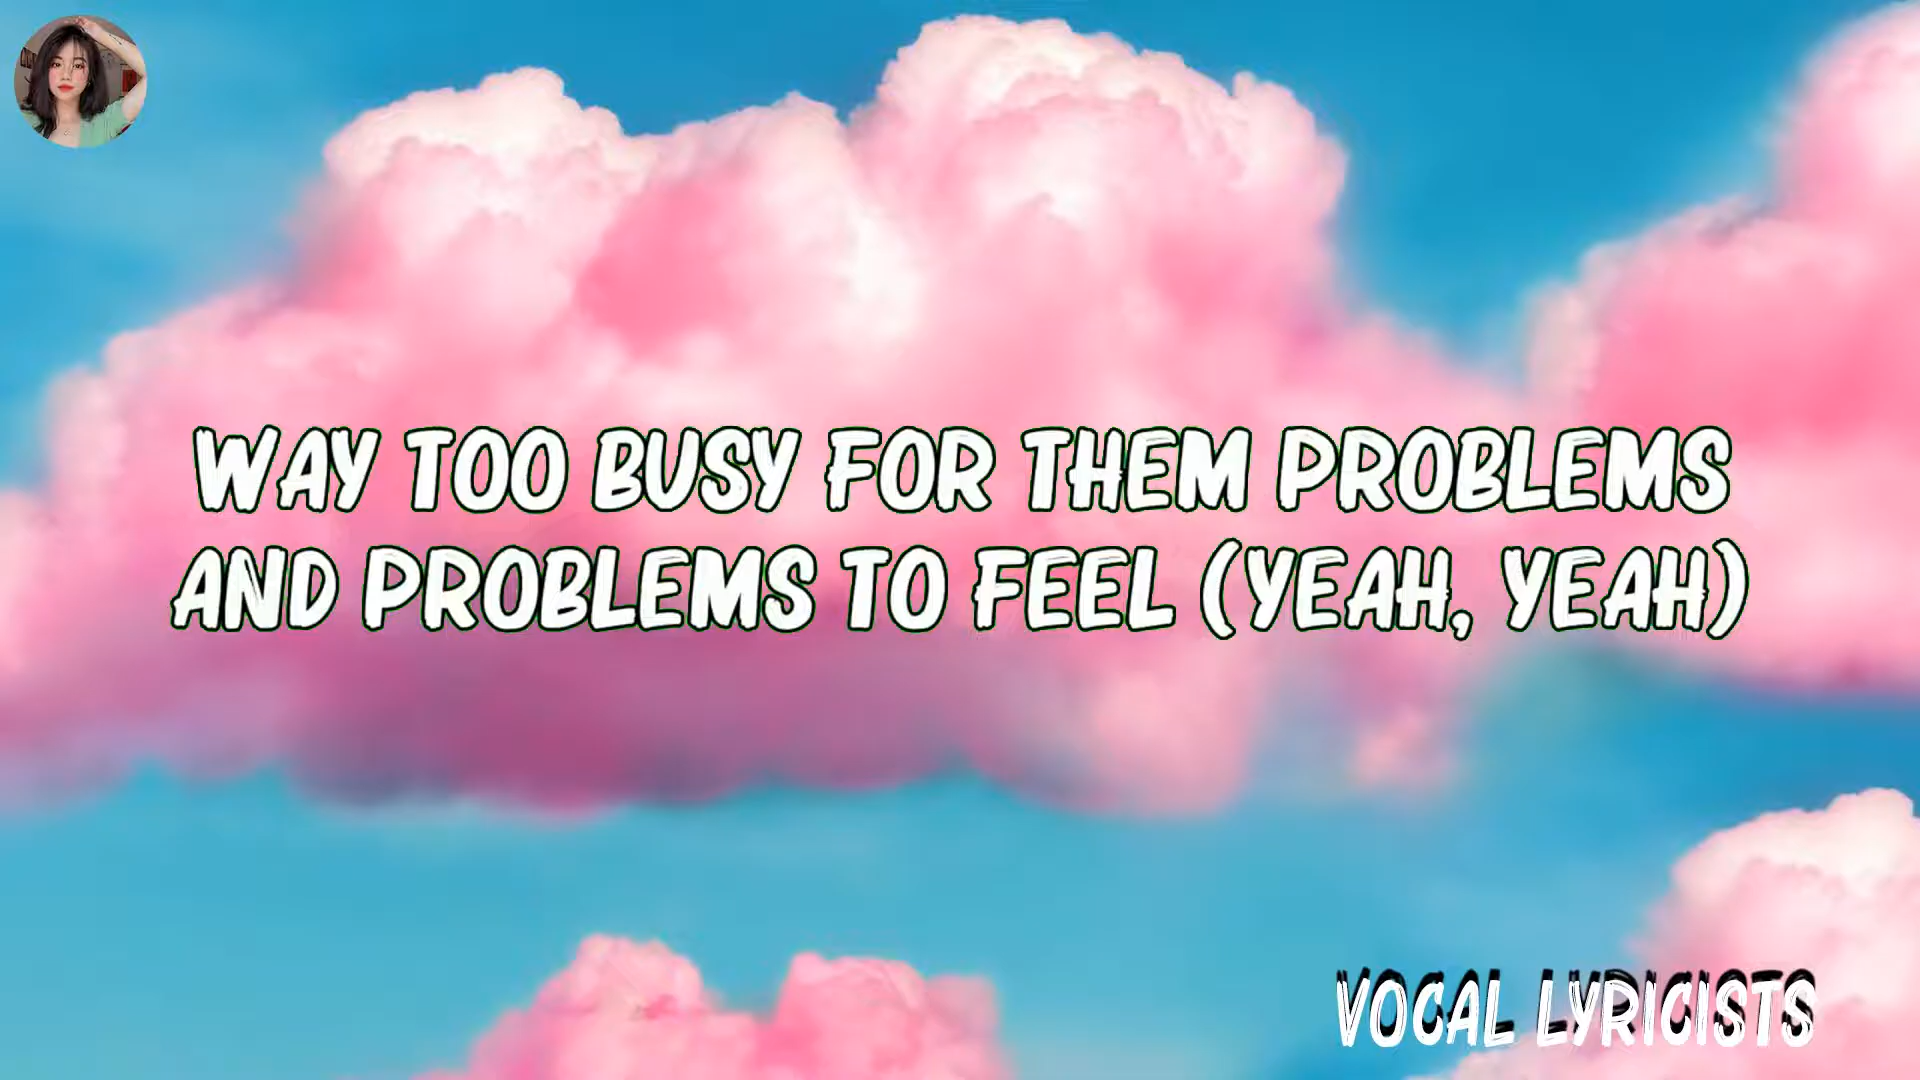 WAY TOO BUSY FOR THEM PROBLEMS
AND PROBLEMS TO FEEL (YEAH, YEAH)
VOCAL LYRICISTS